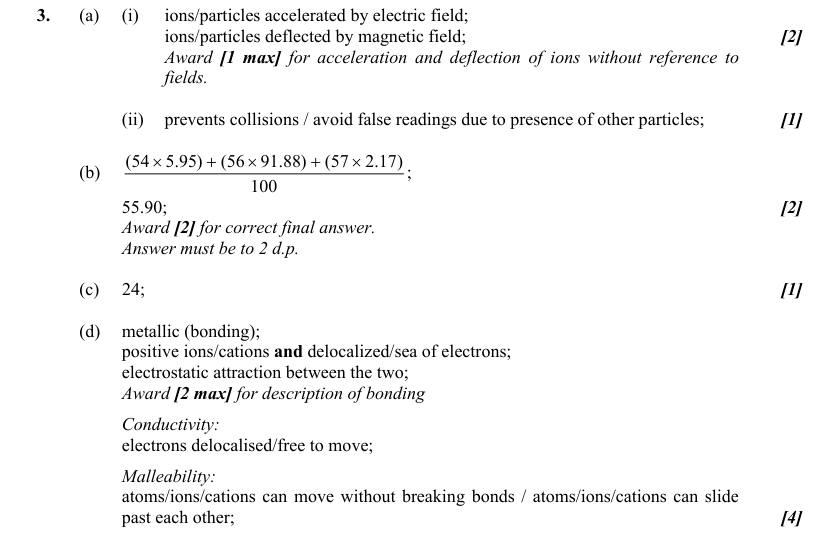 3. (a) (i) ions/particles accelerated by electric field;
ions/particles deflected by magnetic field; [2]
Award [1 max] for acceleration and deflection of ions without reference to
fields.
(ii) prevents collisions / avoid false readings due to presence of other particles; [1]
(b) (54 × 5.95) + (56 × 91.88) + (57 × 2.17)
100 ;
55.90; [2]
Award [2] for correct final answer.
Answer must be to 2 d.p.
(c) 24; [1]
(d) metallic (bonding);
positive ions/cations and delocalized/sea of electrons;
electrostatic attraction between the two;
Award [2 max] for description of bonding
Conductivity:
electrons delocalised/free to move;
Malleability:
atoms/ions/cations can move without breaking bonds / atoms/ions/cations can slide
past each other; [4]